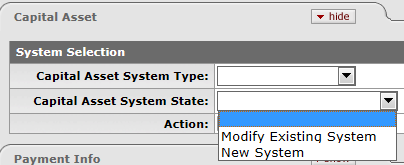 Capital Asset
hide
System Selection
Capital Asset System Type:
Capital Asset System State:
Modify Existing System
Action:
New System
Payment Info